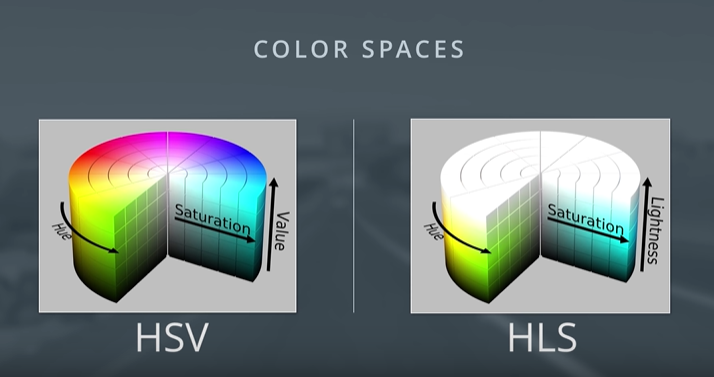 COLOR SPACES
Hue
Saturation
Value
HSV
Hue
Saturation
Lightness
HLS